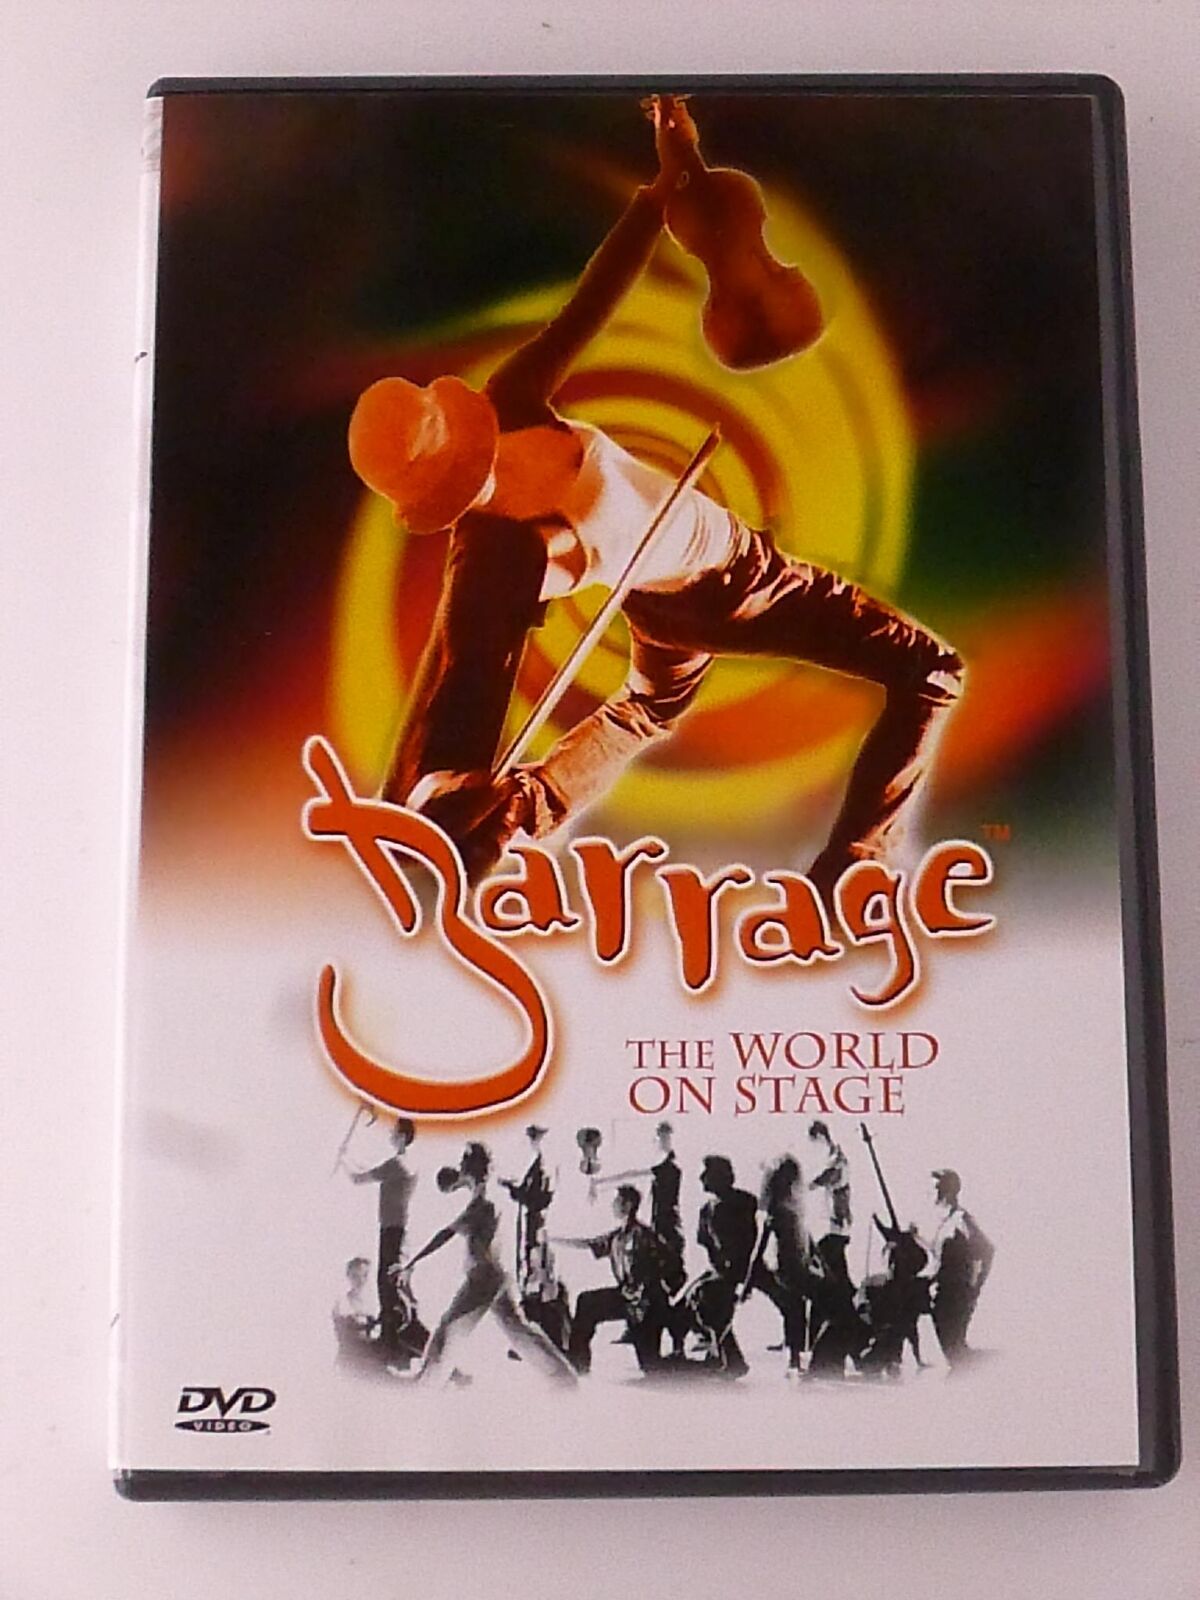 Barrage™
THE WORLD
ON STAGE
DVD
VIDEO